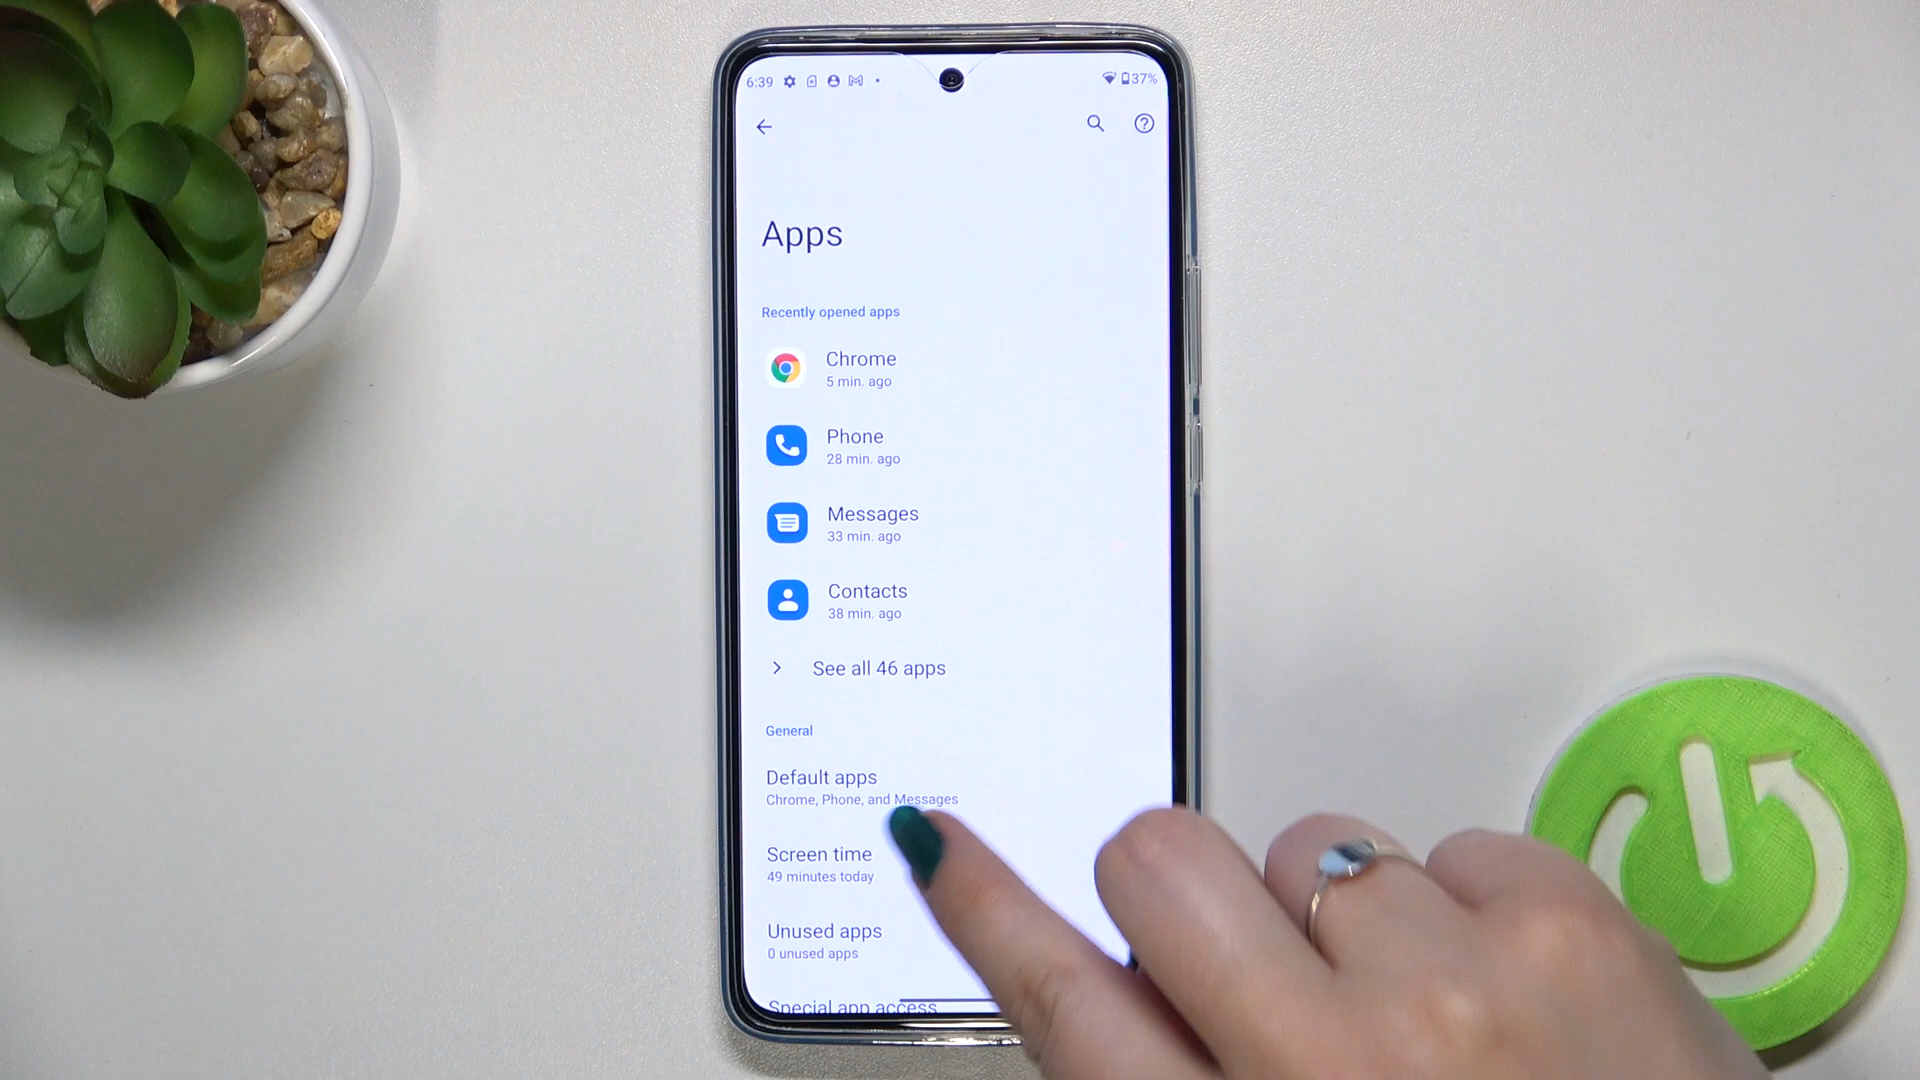 6:39
37%
Apps
Recently opened apps
Chrome
5 min. ago
Phone
28 min. ago
Messages
33 min. ago
Contacts
38 min. ago
See all 46 apps
General
Default apps
Chrome, Phone, and Messages
Screen time
49 minutes today
Unused apps
0 unused apps
Special app access